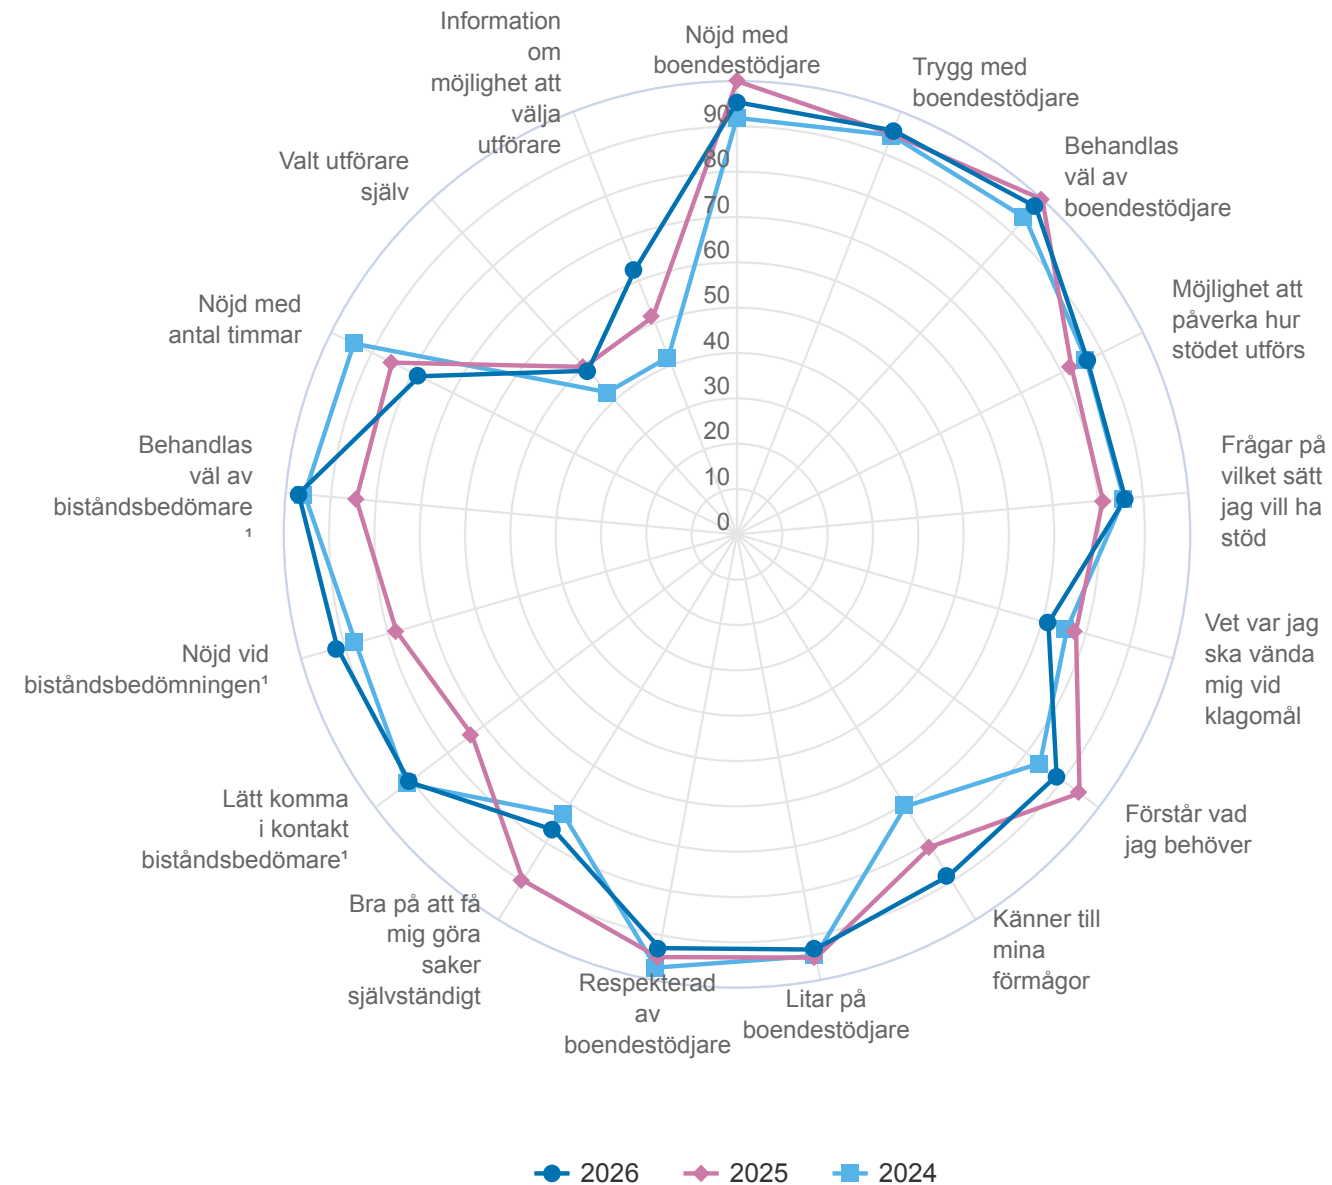 Nöjd med
boendestödjare
Trygg med
boendestödjare
Behandlas
väl av
boendestödjare
Möjlighet att
påverka hur
stödet utförs
Frågar på
vilket sätt
jag vill ha
stöd
Vet var jag
ska vända
mig vid
klagomål
Förstår vad
jag behöver
Känner till
mina
förmågor
Litar på
boendestödjare
Respekterad
av
boendestödjare
Bra på att få
mig göra
saker
självständigt
Lätt komma
i kontakt
biståndsbedömare¹
Nöjd vid
biståndsbedömningen¹
Behandlas
väl av
biståndsbedömare
¹
Nöjd med
antal timmar
Valt utförare
själv
Information
om
möjlighet att
välja
utförare
90
80
70
60
50
40
30
20
10
0
2026
2025
2024